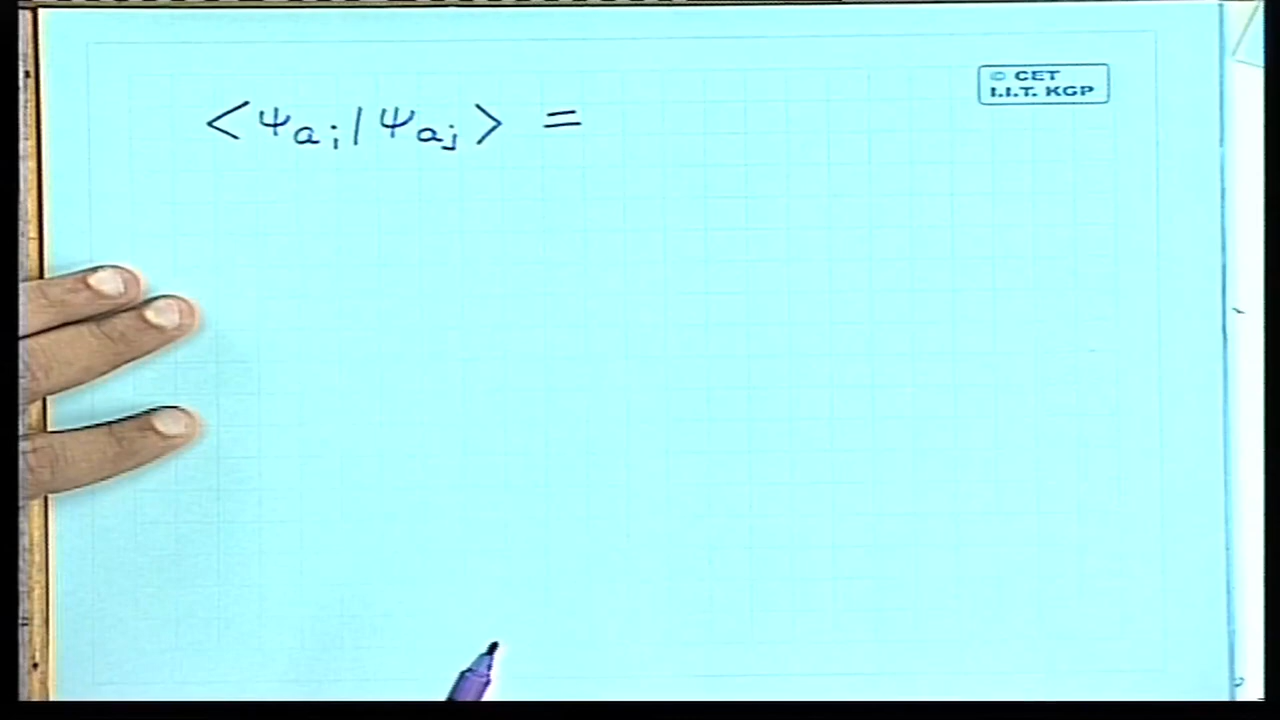 <ψai|ψaj> =
© CET
I.I.T. KGP